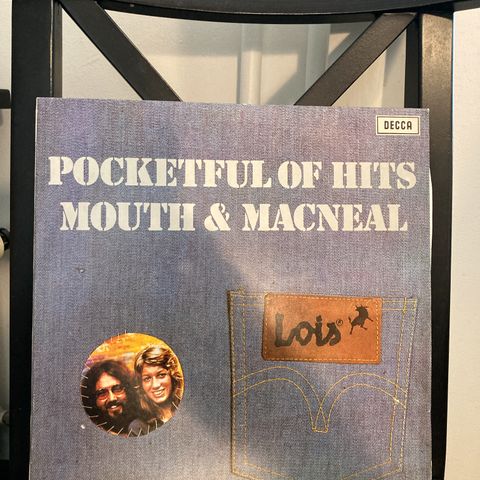 DECCA
POCKETFUL OF HITS
MOUTH & MACNEAL
Lois®